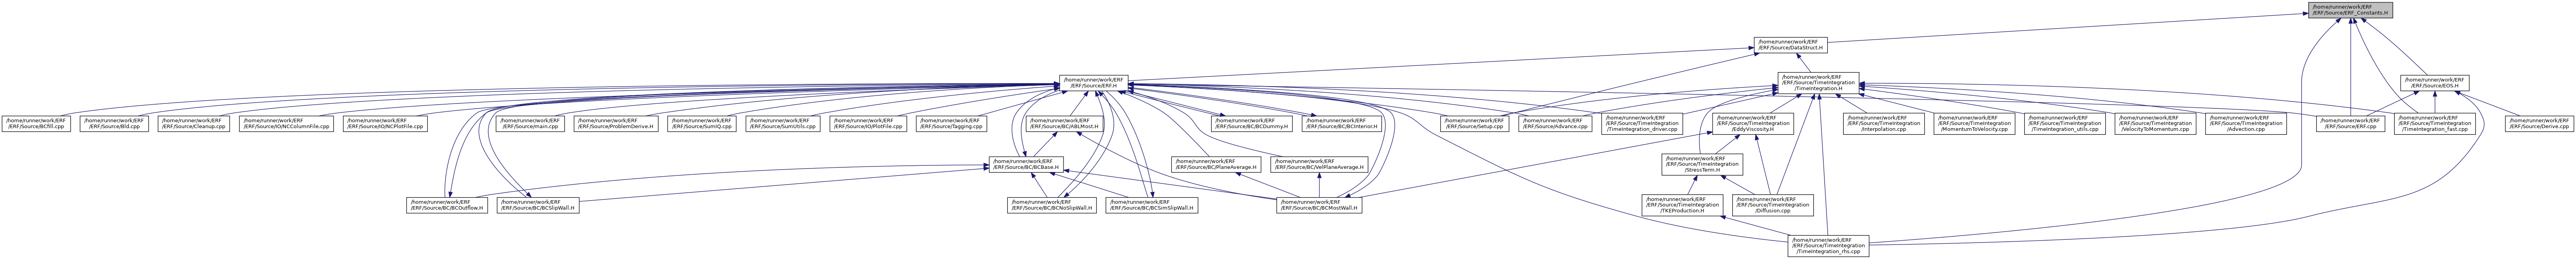 /home/runner/work/ERF
/ERF/Source/ERF_Constants.H
/home/runner/work/ERF
/ERF/Source/DataStruct.H
/home/runner/work/ERF
/ERF/Source/ERF.H
/home/runner/work/ERF
/ERF/Source/TimeIntegration
/TimeIntegration.H
/home/runner/work/ERF
/ERF/Source/EOS.H
/home/runner/work/ERF
/ERF/Source/BCfill.cpp
/home/runner/work/ERF
/ERF/Source/Bld.cpp
/home/runner/work/ERF
/ERF/Source/Cleanup.cpp
/home/runner/work/ERF
/ERF/Source/IO/NCColumnFile.cpp
/home/runner/work/ERF
/ERF/Source/IO/NCPlotFile.cpp
/home/runner/work/ERF
/ERF/Source/main.cpp
/home/runner/work/ERF
/ERF/Source/ProblemDerive.H
/home/runner/work/ERF
/ERF/Source/SumIQ.cpp
/home/runner/work/ERF
/ERF/Source/SumUtils.cpp
/home/runner/work/ERF
/ERF/Source/IO/PlotFile.cpp
/home/runner/work/ERF
/ERF/Source/Tagging.cpp
/home/runner/work/ERF
/ERF/Source/BC/ABLMost.H
/home/runner/work/ERF
/ERF/Source/BC/BCDummy.H
/home/runner/work/ERF
/ERF/Source/BC/BCInterior.H
/home/runner/work/ERF
/ERF/Source/Setup.cpp
/home/runner/work/ERF
/ERF/Source/Advance.cpp
/home/runner/work/ERF
/ERF/Source/TimeIntegration
/TimeIntegration_driver.cpp
/home/runner/work/ERF
/ERF/Source/TimeIntegration
/EddyViscosity.H
/home/runner/work/ERF
/ERF/Source/TimeIntegration
/Interpolation.cpp
/home/runner/work/ERF
/ERF/Source/TimeIntegration
/MomentumToVelocity.cpp
/home/runner/work/ERF
/ERF/Source/TimeIntegration
/TimeIntegration_utils.cpp
/home/runner/work/ERF
/ERF/Source/TimeIntegration
/VelocityToMomentum.cpp
/home/runner/work/ERF
/ERF/Source/TimeIntegration
/Advection.cpp
/home/runner/work/ERF
/ERF/Source/ERF.cpp
/home/runner/work/ERF
/ERF/Source/TimeIntegration
/TimeIntegration_fast.cpp
/home/runner/work/ERF
/ERF/Source/Derive.cpp
/home/runner/work/ERF
/ERF/Source/BC/BCBase.H
/home/runner/work/ERF
/ERF/Source/BC/PlaneAverage.H
/home/runner/work/ERF
/ERF/Source/BC/VelPlaneAverage.H
/home/runner/work/ERF
/ERF/Source/TimeIntegration
/StressTerm.H
/home/runner/work/ERF
/ERF/Source/BC/BCOutflow.H
/home/runner/work/ERF
/ERF/Source/BC/BCSlipWall.H
/home/runner/work/ERF
/ERF/Source/BC/BCNoSlipWall.H
/home/runner/work/ERF
/ERF/Source/BC/BCSimSlipWall.H
/home/runner/work/ERF
/ERF/Source/BC/BCMostWall.H
/home/runner/work/ERF
/ERF/Source/TimeIntegration
/TKEProduction.H
/home/runner/work/ERF
/ERF/Source/TimeIntegration
/Diffusion.cpp
/home/runner/work/ERF
/ERF/Source/TimeIntegration
/TimeIntegration_rhs.cpp